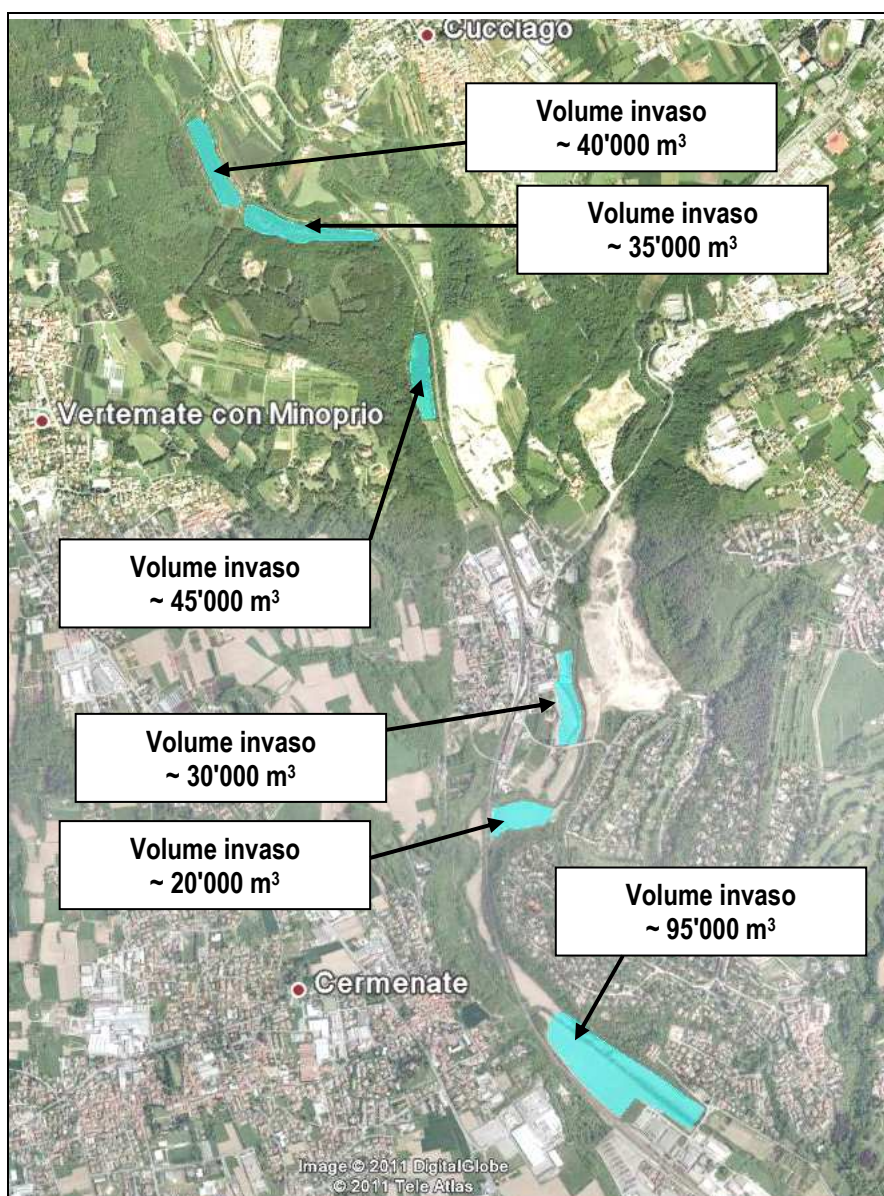 Cucciago
Volume invaso
~ 40'000 m³
Volume invaso
~ 35'000 m³
Vertemate con Minoprio
Volume invaso
~ 45'000 m³
Volume invaso
~ 30'000 m³
Volume invaso
~ 20'000 m³
Volume invaso
~ 95'000 m³
Cermenate
Image © 2011 DigitalGlobe
© 2011 Tele Atlas